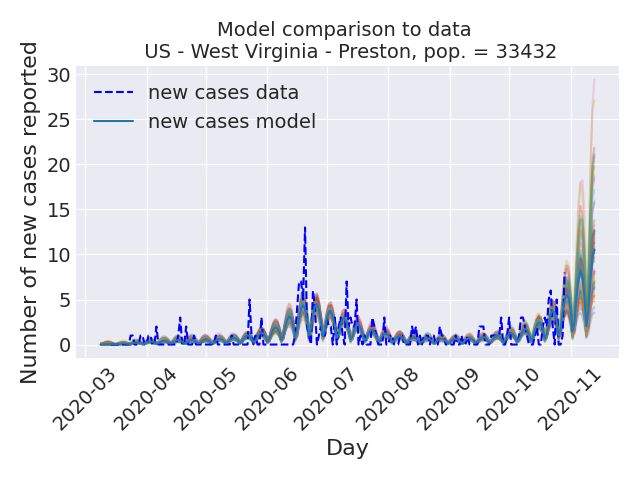 Model comparison to data
US - West Virginia - Preston, pop. = 33432
Number of new cases reported
30
25
20
15
10
5
0
new cases data
new cases model
2020-03
2020-04
2020-05
2020-06
2020-07
2020-08
2020-09
2020-10
2020-11
Day